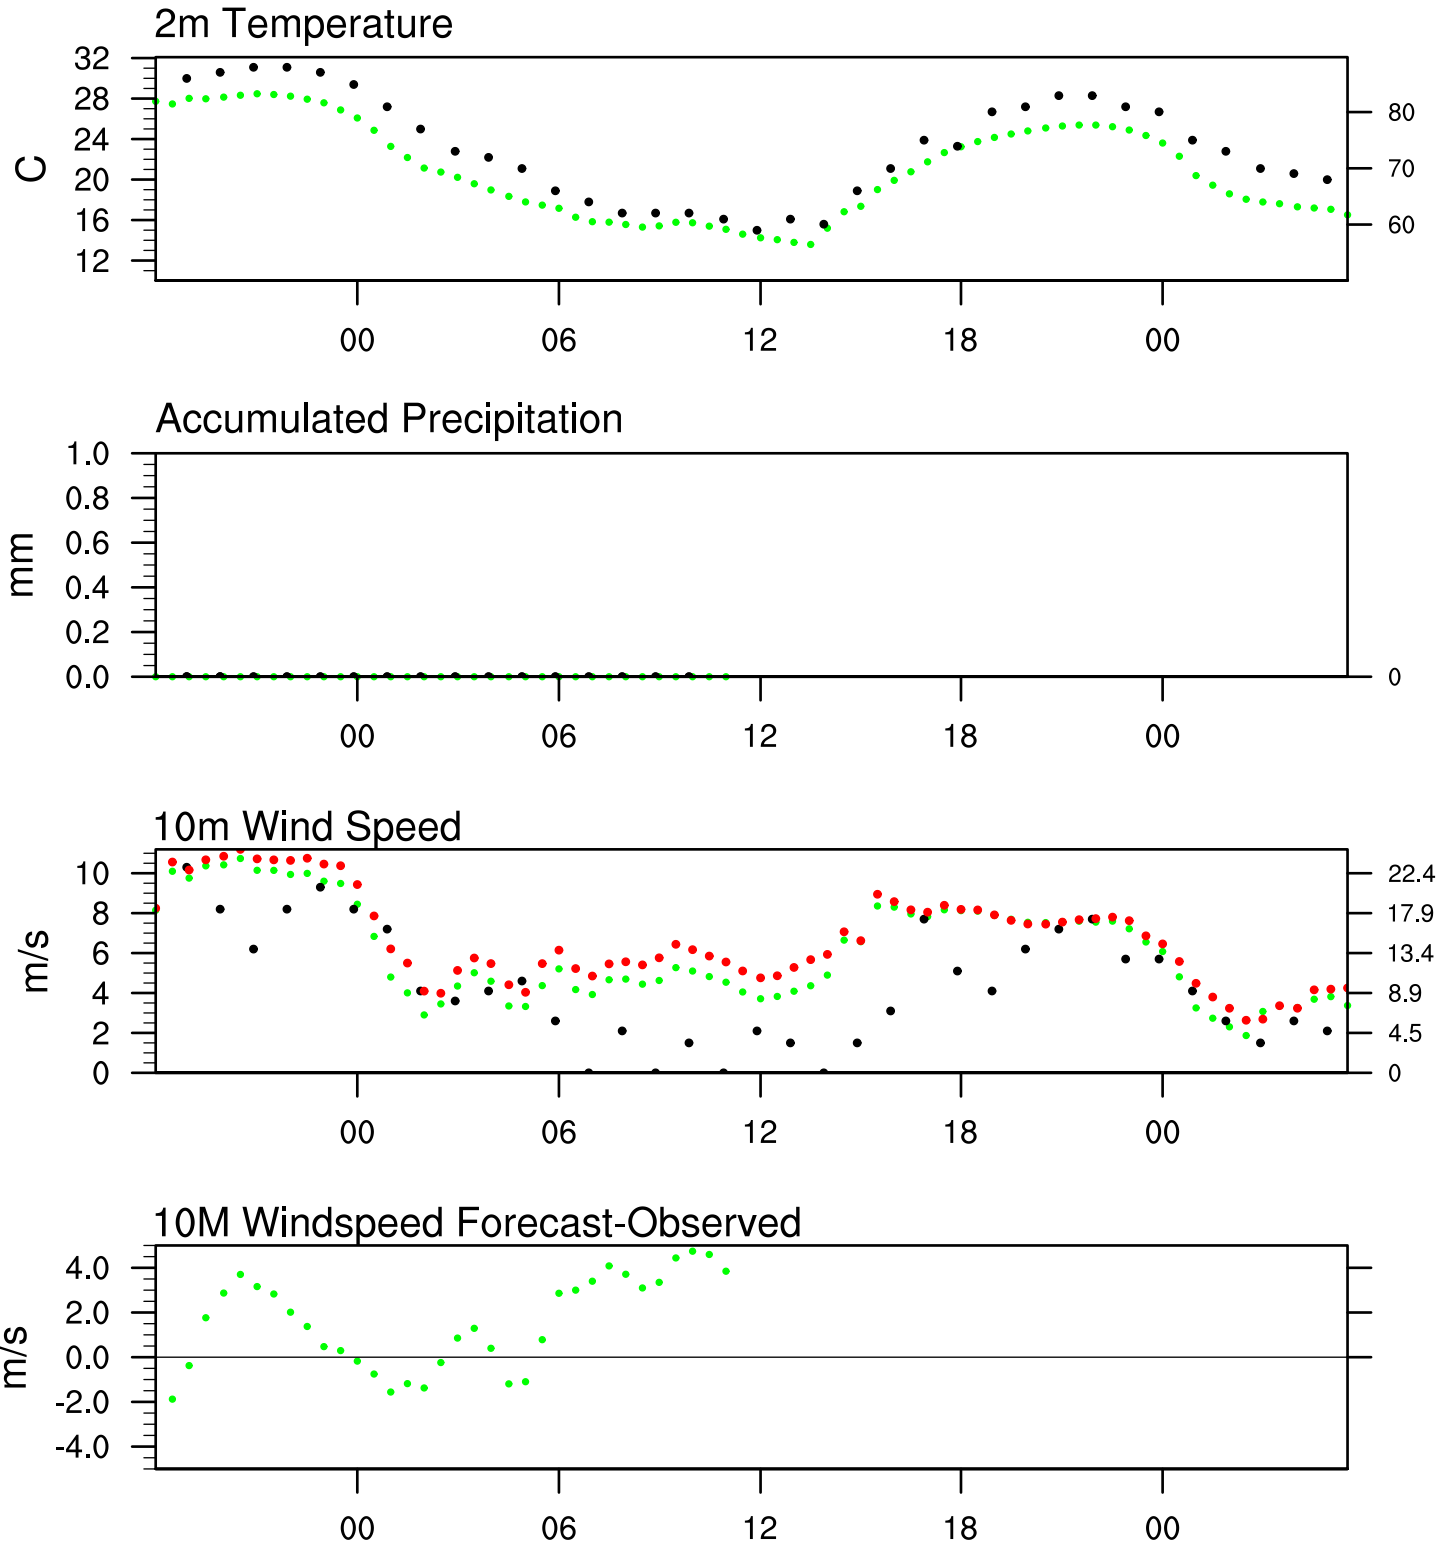 2m Temperature
32
28
24
20
16
12
C
80
70
60
00 06 12 18 00
Accumulated Precipitation
1.0
0.8
0.6
0.4
0.2
0.0
mm
0
00 06 12 18 00
10m Wind Speed
10
8
6
4
2
0
m/s
22.4
17.9
13.4
8.9
4.5
0
00 06 12 18 00
10M Windspeed Forecast-Observed
4.0
2.0
0.0
-2.0
-4.0
m/s
00 06 12 18 00